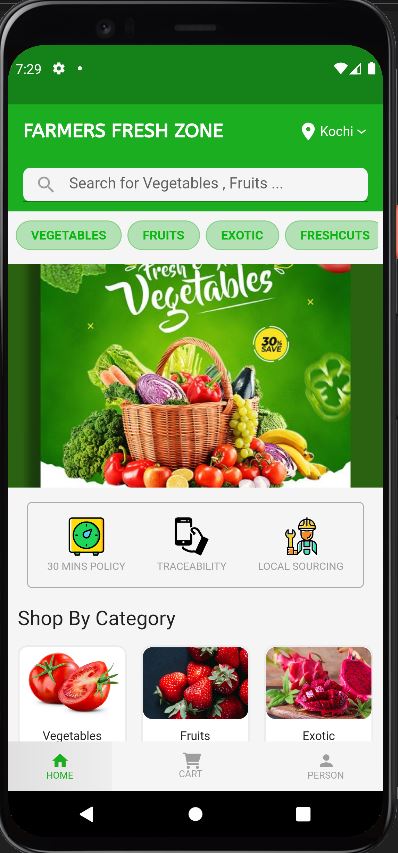 7:29
FARMERS FRESH ZONE
Kochi
Search for Vegetables , Fruits ...
VEGETABLES
FRUITS
EXOTIC
FRESHCUTS
Fresh
Vegetables
30%
SAVE
30 MINS POLICY
TRACEABILITY
LOCAL SOURCING
Shop By Category
Vegetables
Fruits
Exotic
HOME
CART
PERSON